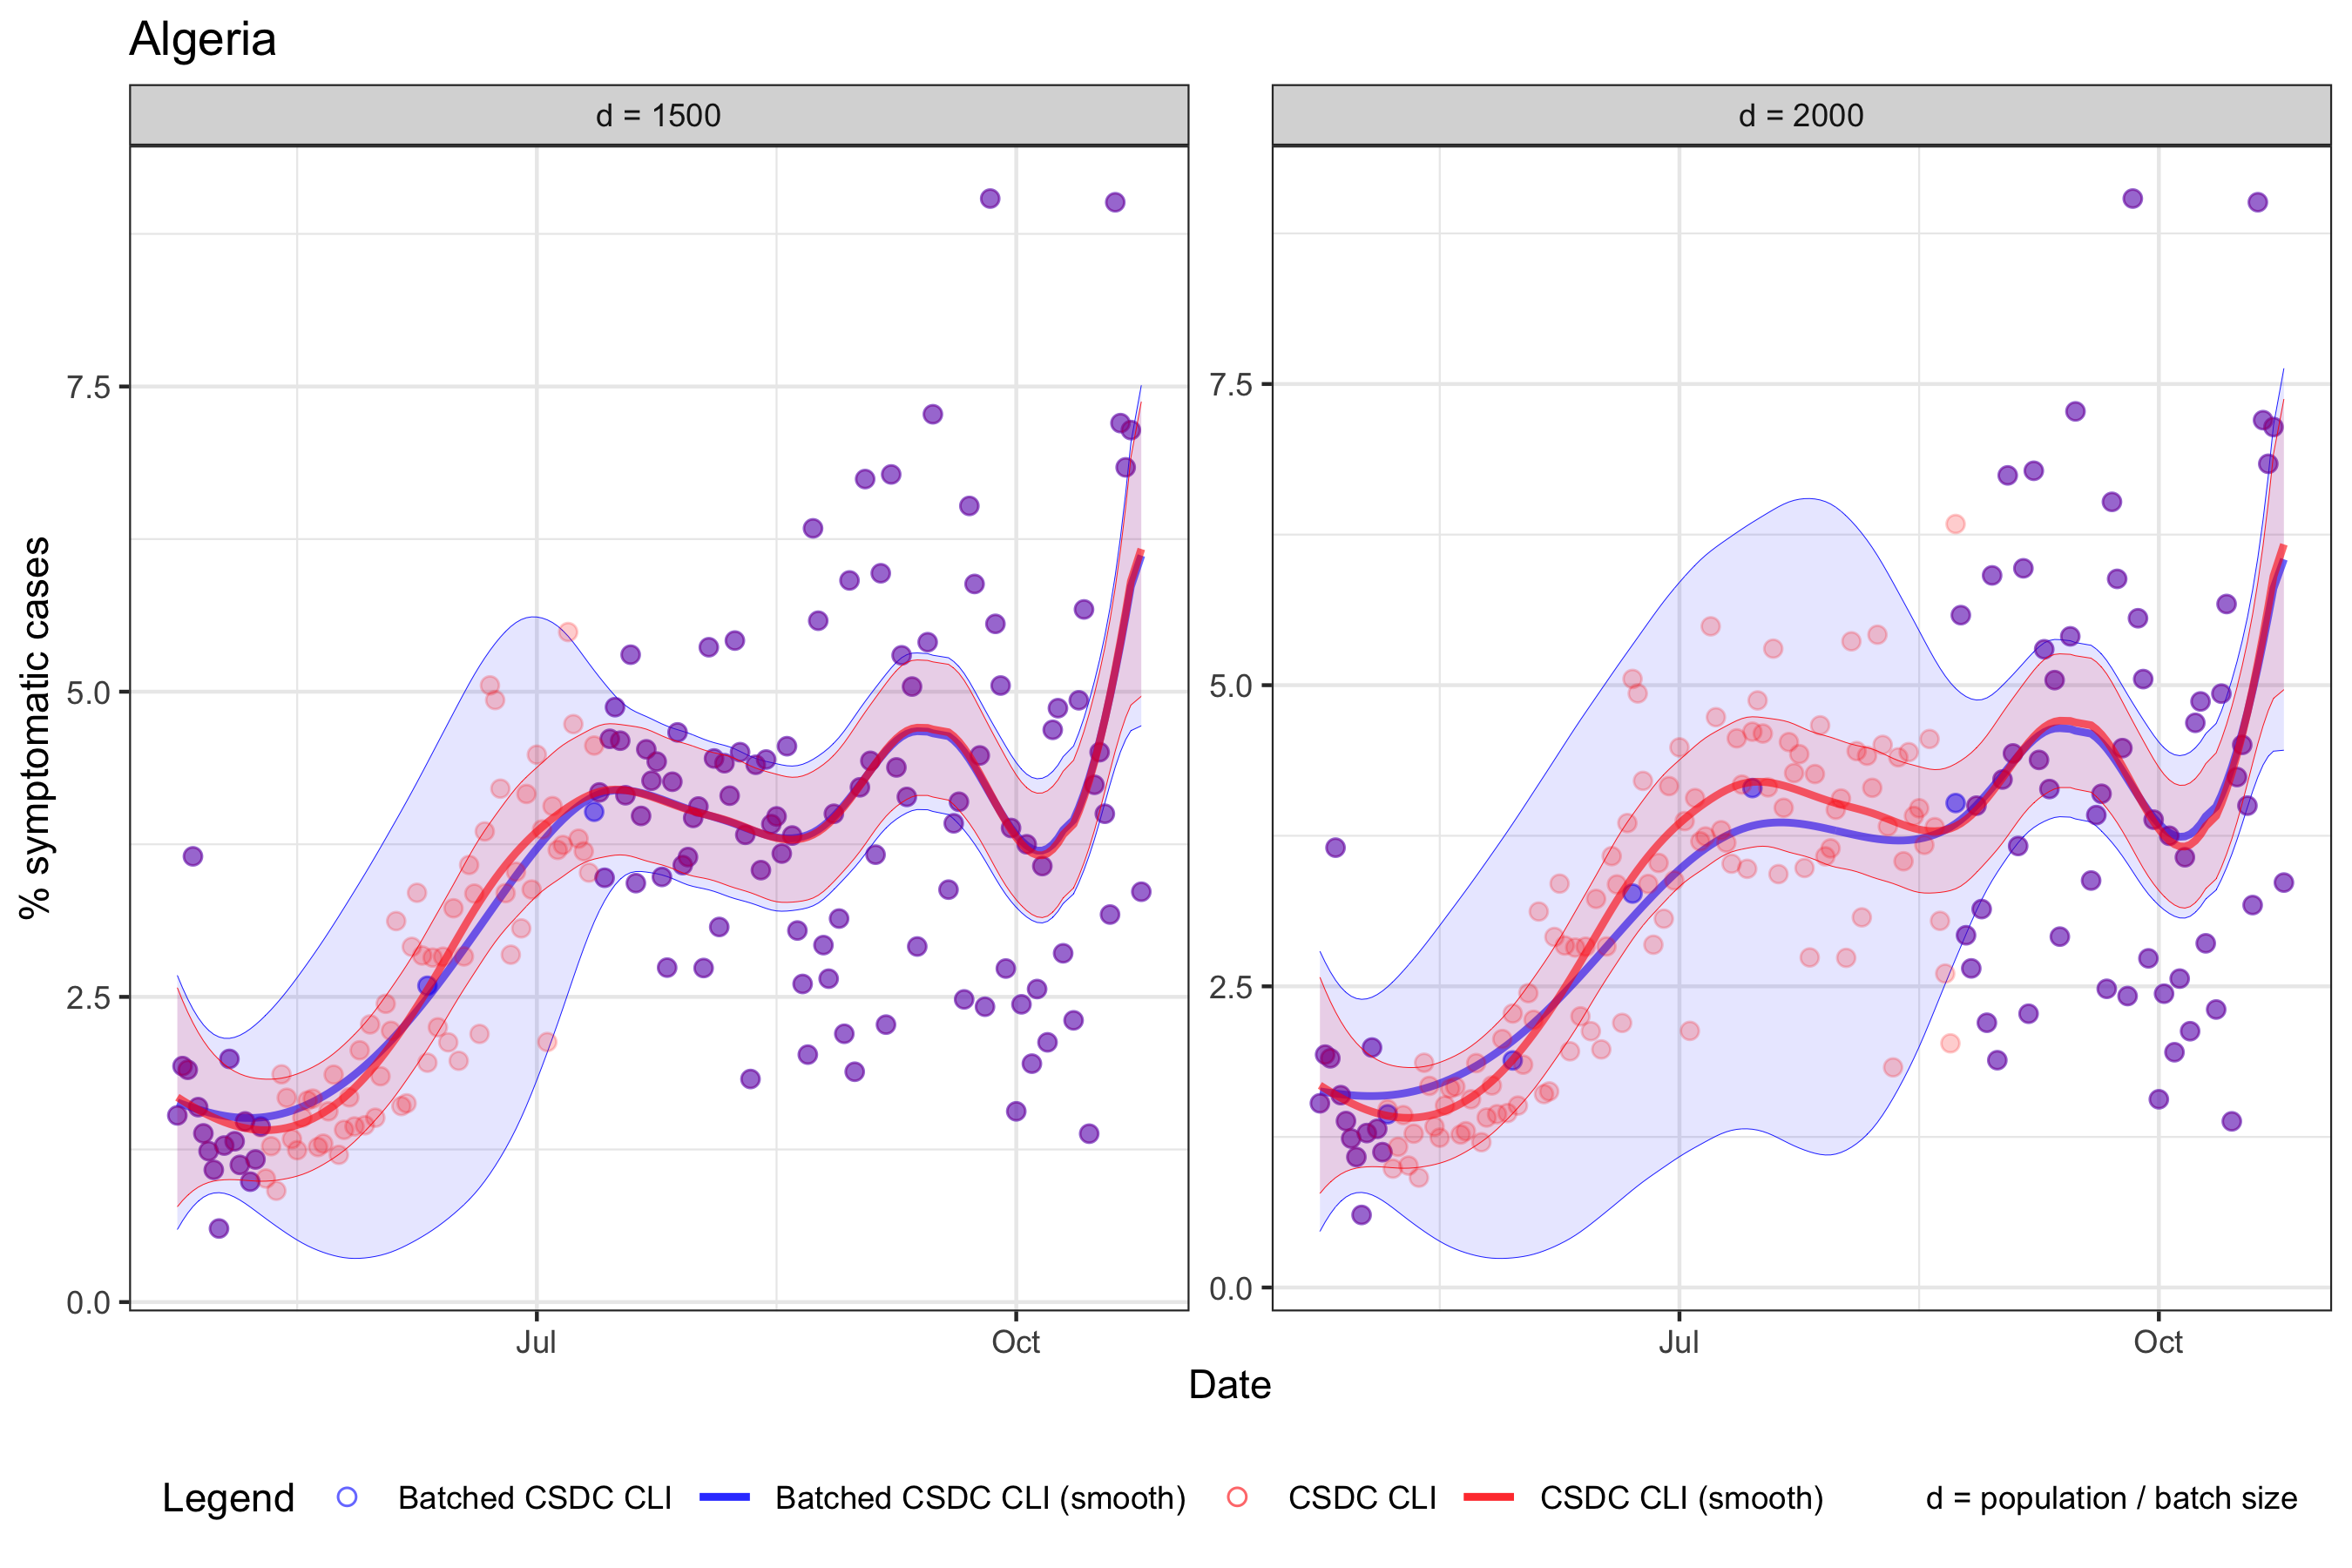 Algeria
d = 1500
d = 2000
% symptomatic cases
7.5
5.0
2.5
0.0
7.5
5.0
2.5
0.0
Jul
Oct
Jul
Oct
Date
Legend
Batched CSDC CLI
Batched CSDC CLI (smooth)
CSDC CLI
CSDC CLI (smooth)
d = population / batch size